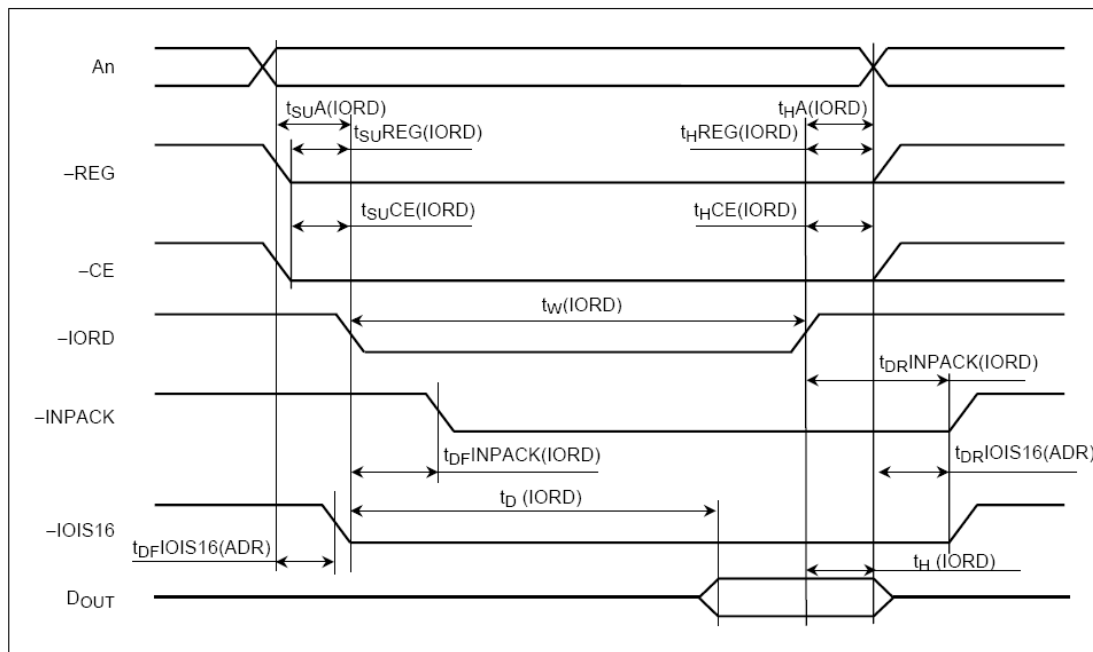 An
tSUA(IORD)
tHA(IORD)
tSUREG(IORD)
tHREG(IORD)
–REG
tSUCE(IORD)
tHCE(IORD)
–CE
tW(IORD)
–IORD
tDRINPACK(IORD)
–INPACK
tDFINPACK(IORD)
tDRIOIS16(ADR)
tD (IORD)
–IOIS16
tDFIOIS16(ADR)
tH (IORD)
DOUT